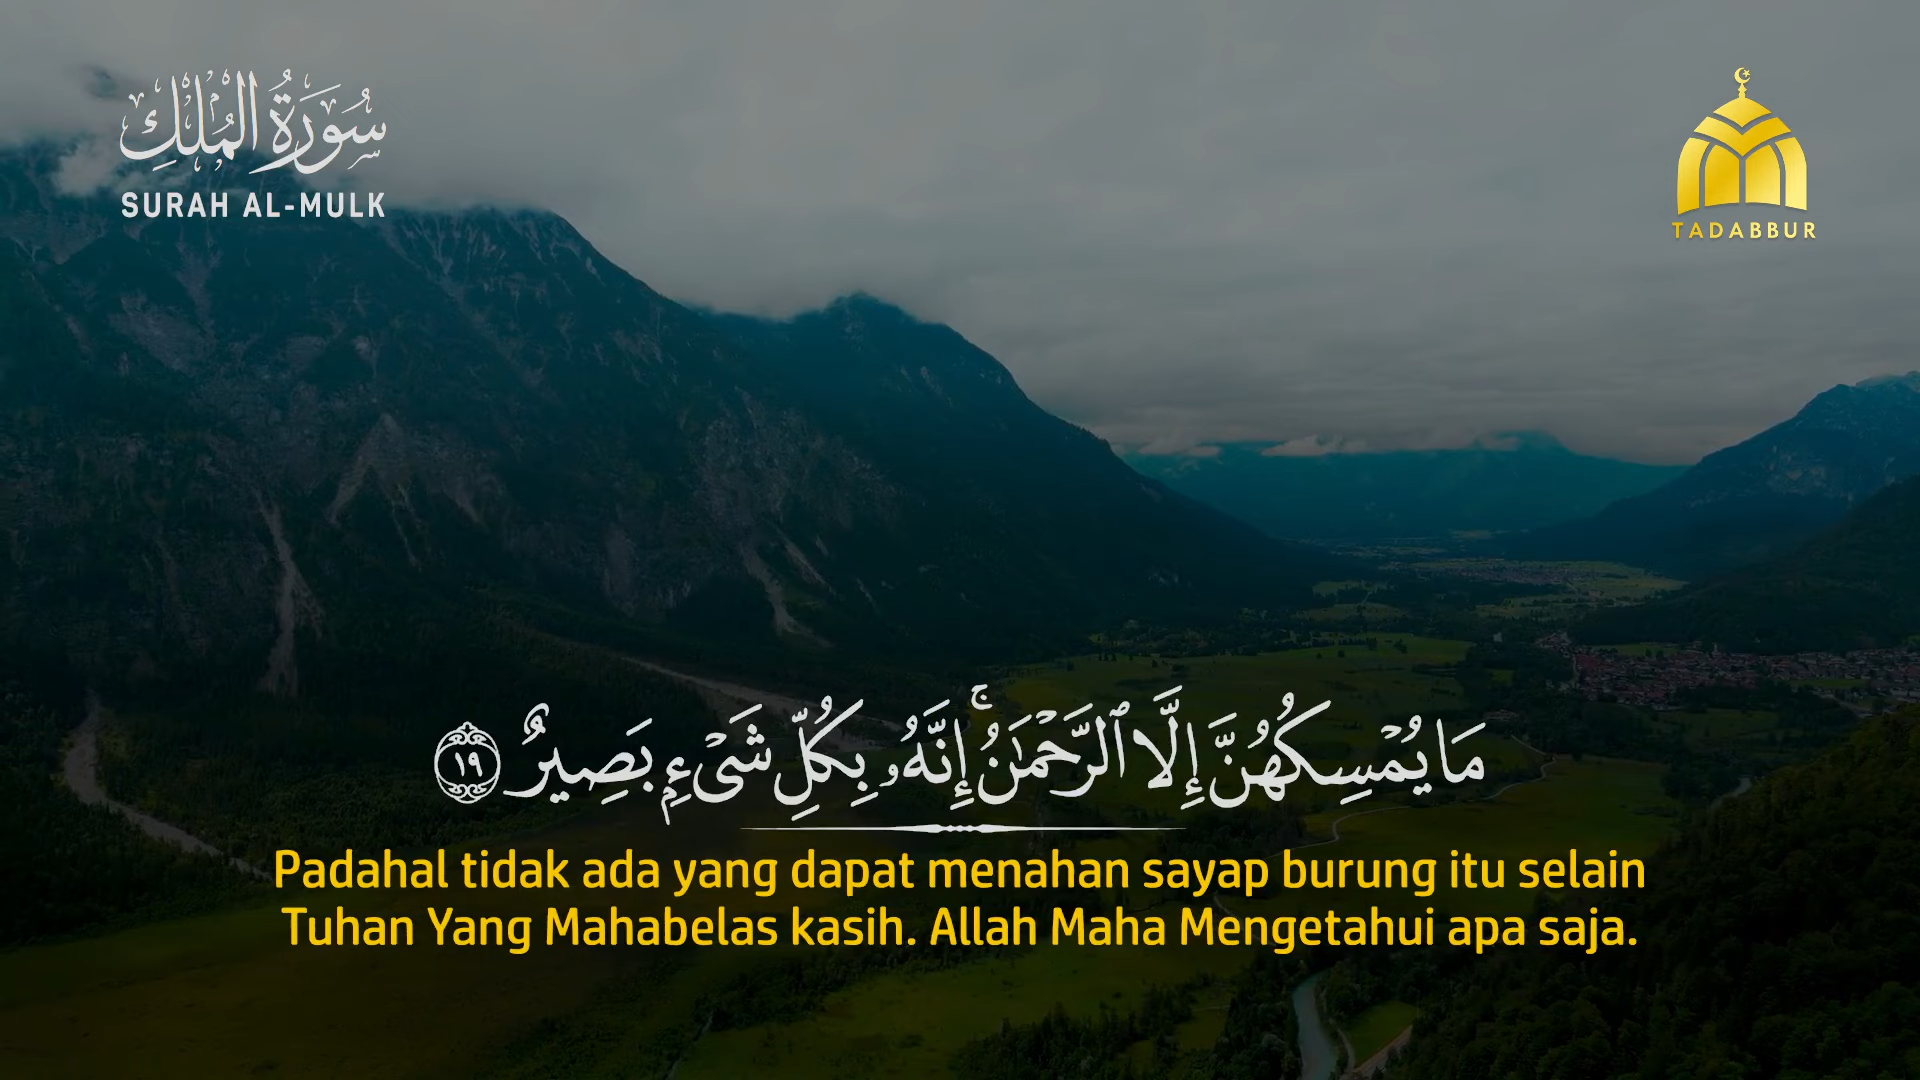 سُورَةُ الْمُلْكِ
SURAH AL-MULK
TADABBUR
مَا يُمْسِكُهُنَّ إِلَّا ٱلرَّحْمَـٰنُ ۚ إِنَّهُۥ بِكُلِّ شَىْءٍۭ بَصِيرٌ ١٩
Padahal tidak ada yang dapat menahan sayap burung itu selain
Tuhan Yang Mahabelas kasih. Allah Maha Mengetahui apa saja.